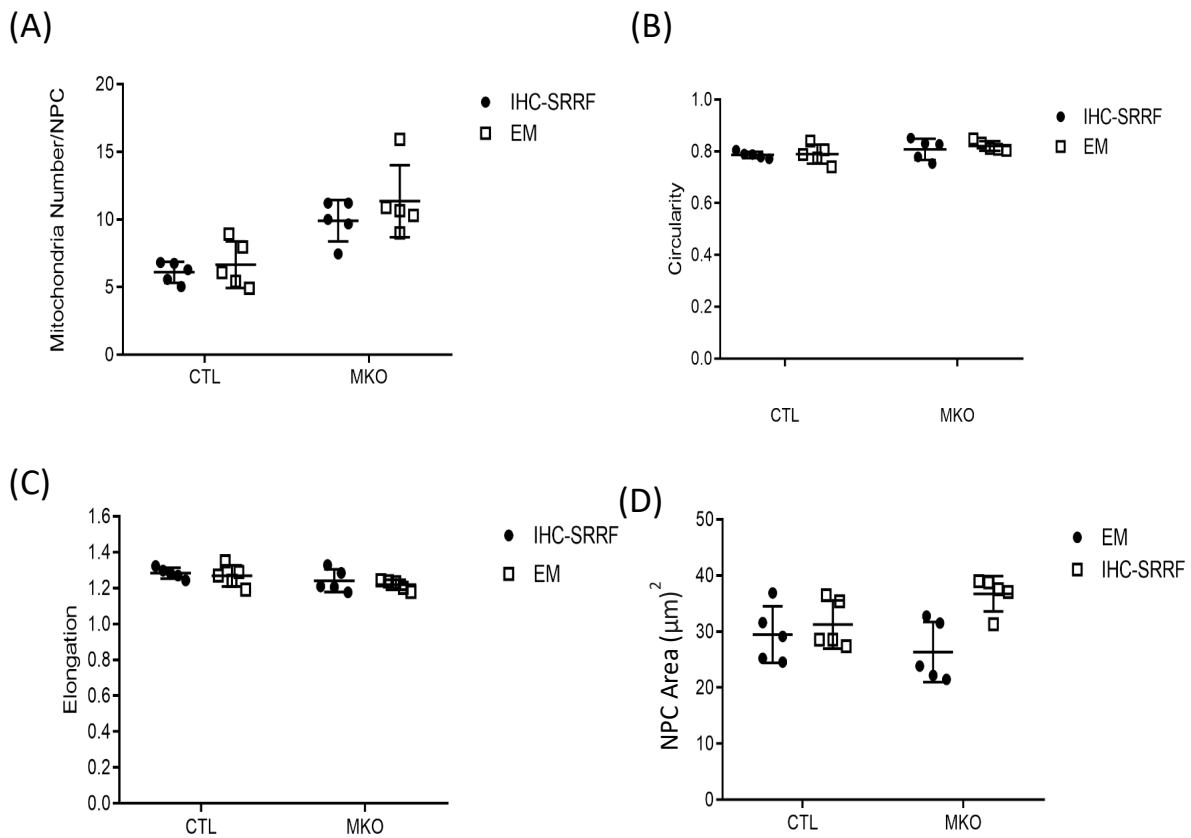 (A)
Mitochondria Number/NPC
20
15
10
5
0
CTL
MKO
IHC-SRRF
EM
(B)
Circularity
1.0
0.8
0.6
0.4
0.2
0.0
CTL
MKO
IHC-SRRF
EM
(C)
Elongation
1.6
1.4
1.2
1.0
0.8
0.6
0.4
0.2
0.0
CTL
MKO
IHC-SRRF
EM
(D)
NPC Area (µm)²
50
40
30
20
10
0
CTL
MKO
EM
IHC-SRRF